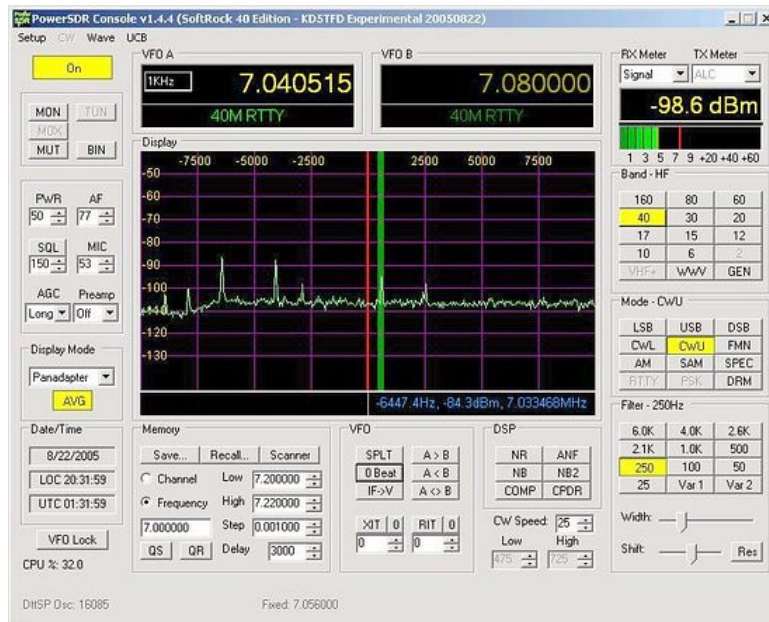 PowerSDR Console v1.4.4 (SoftRock 40 Edition - KD5TFD Experimental 20050822)
Setup CW Wave UCB
On
MON TUN
MOX
MUT BIN
PWR AF
50 77
SQL MIC
150 53
AGC Preamp
Long Off
Display Mode
Panadapter
AVG
Date/Time
8/22/2005
LOC 20:31:59
UTC 01:31:59
VFO Lock
CPU %: 32.0
VFO A
1KHz 7.040515
40M RTTY
VFO B
7.080000
40M RTTY
Display
-7500 -5000 -2500 2500 5000 7500
-50
-60
-70
-80
-90
-100
-110
-120
-130
-6447.4Hz, -84.3dBm, 7.033468MHz
Memory
Save... Recall... Scanner
Channel Low 7.200000
Frequency High 7.220000
7.000000 Step 0.001000
QS QR Delay 3000
VFO
SPLT A > B
0 Beat A < B
IF->V A <> B
XIT 0 RIT 0
0 0
DSP
NR ANF
NB NB2
COMP CPDR
CW Speed: 25
Low High
475 725
RX Meter TX Meter
Signal ALC
-98.6 dBm
1 3 5 7 9 +20 +40 +60
Band - HF
160 80 60
40 30 20
17 15 12
10 6 2
VHF+ WWV GEN
Mode - CWU
LSB USB DSB
CWL CWU FMN
AM SAM SPEC
RTTY PSK DRM
Filter - 250Hz
6.0K 4.0K 2.6K
2.1K 1.0K 500
250 100 50
25 Var 1 Var 2
Width:
Shift: Res
DttSP Osc: 16085 Fixed: 7.056000